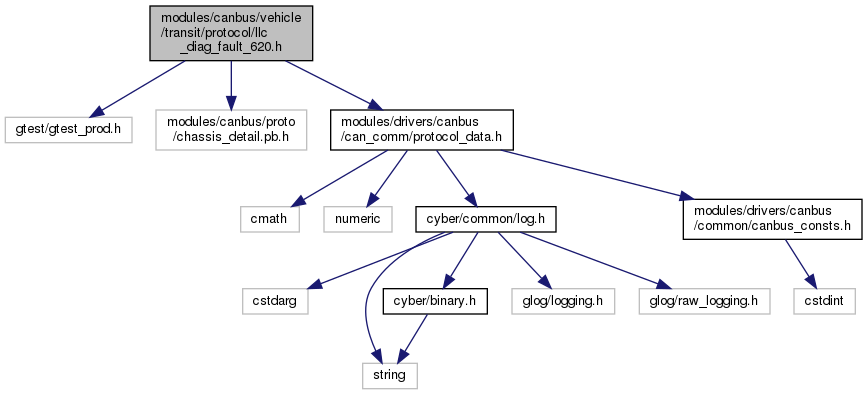 modules/canbus/vehicle
/transit/protocol/llc
_diag_fault_620.h
gtest/gtest_prod.h
modules/canbus/proto
/chassis_detail.pb.h
modules/drivers/canbus
/can_comm/protocol_data.h
cmath
numeric
cyber/common/log.h
modules/drivers/canbus
/common/canbus_consts.h
cstdarg
cyber/binary.h
glog/logging.h
glog/raw_logging.h
cstdint
string